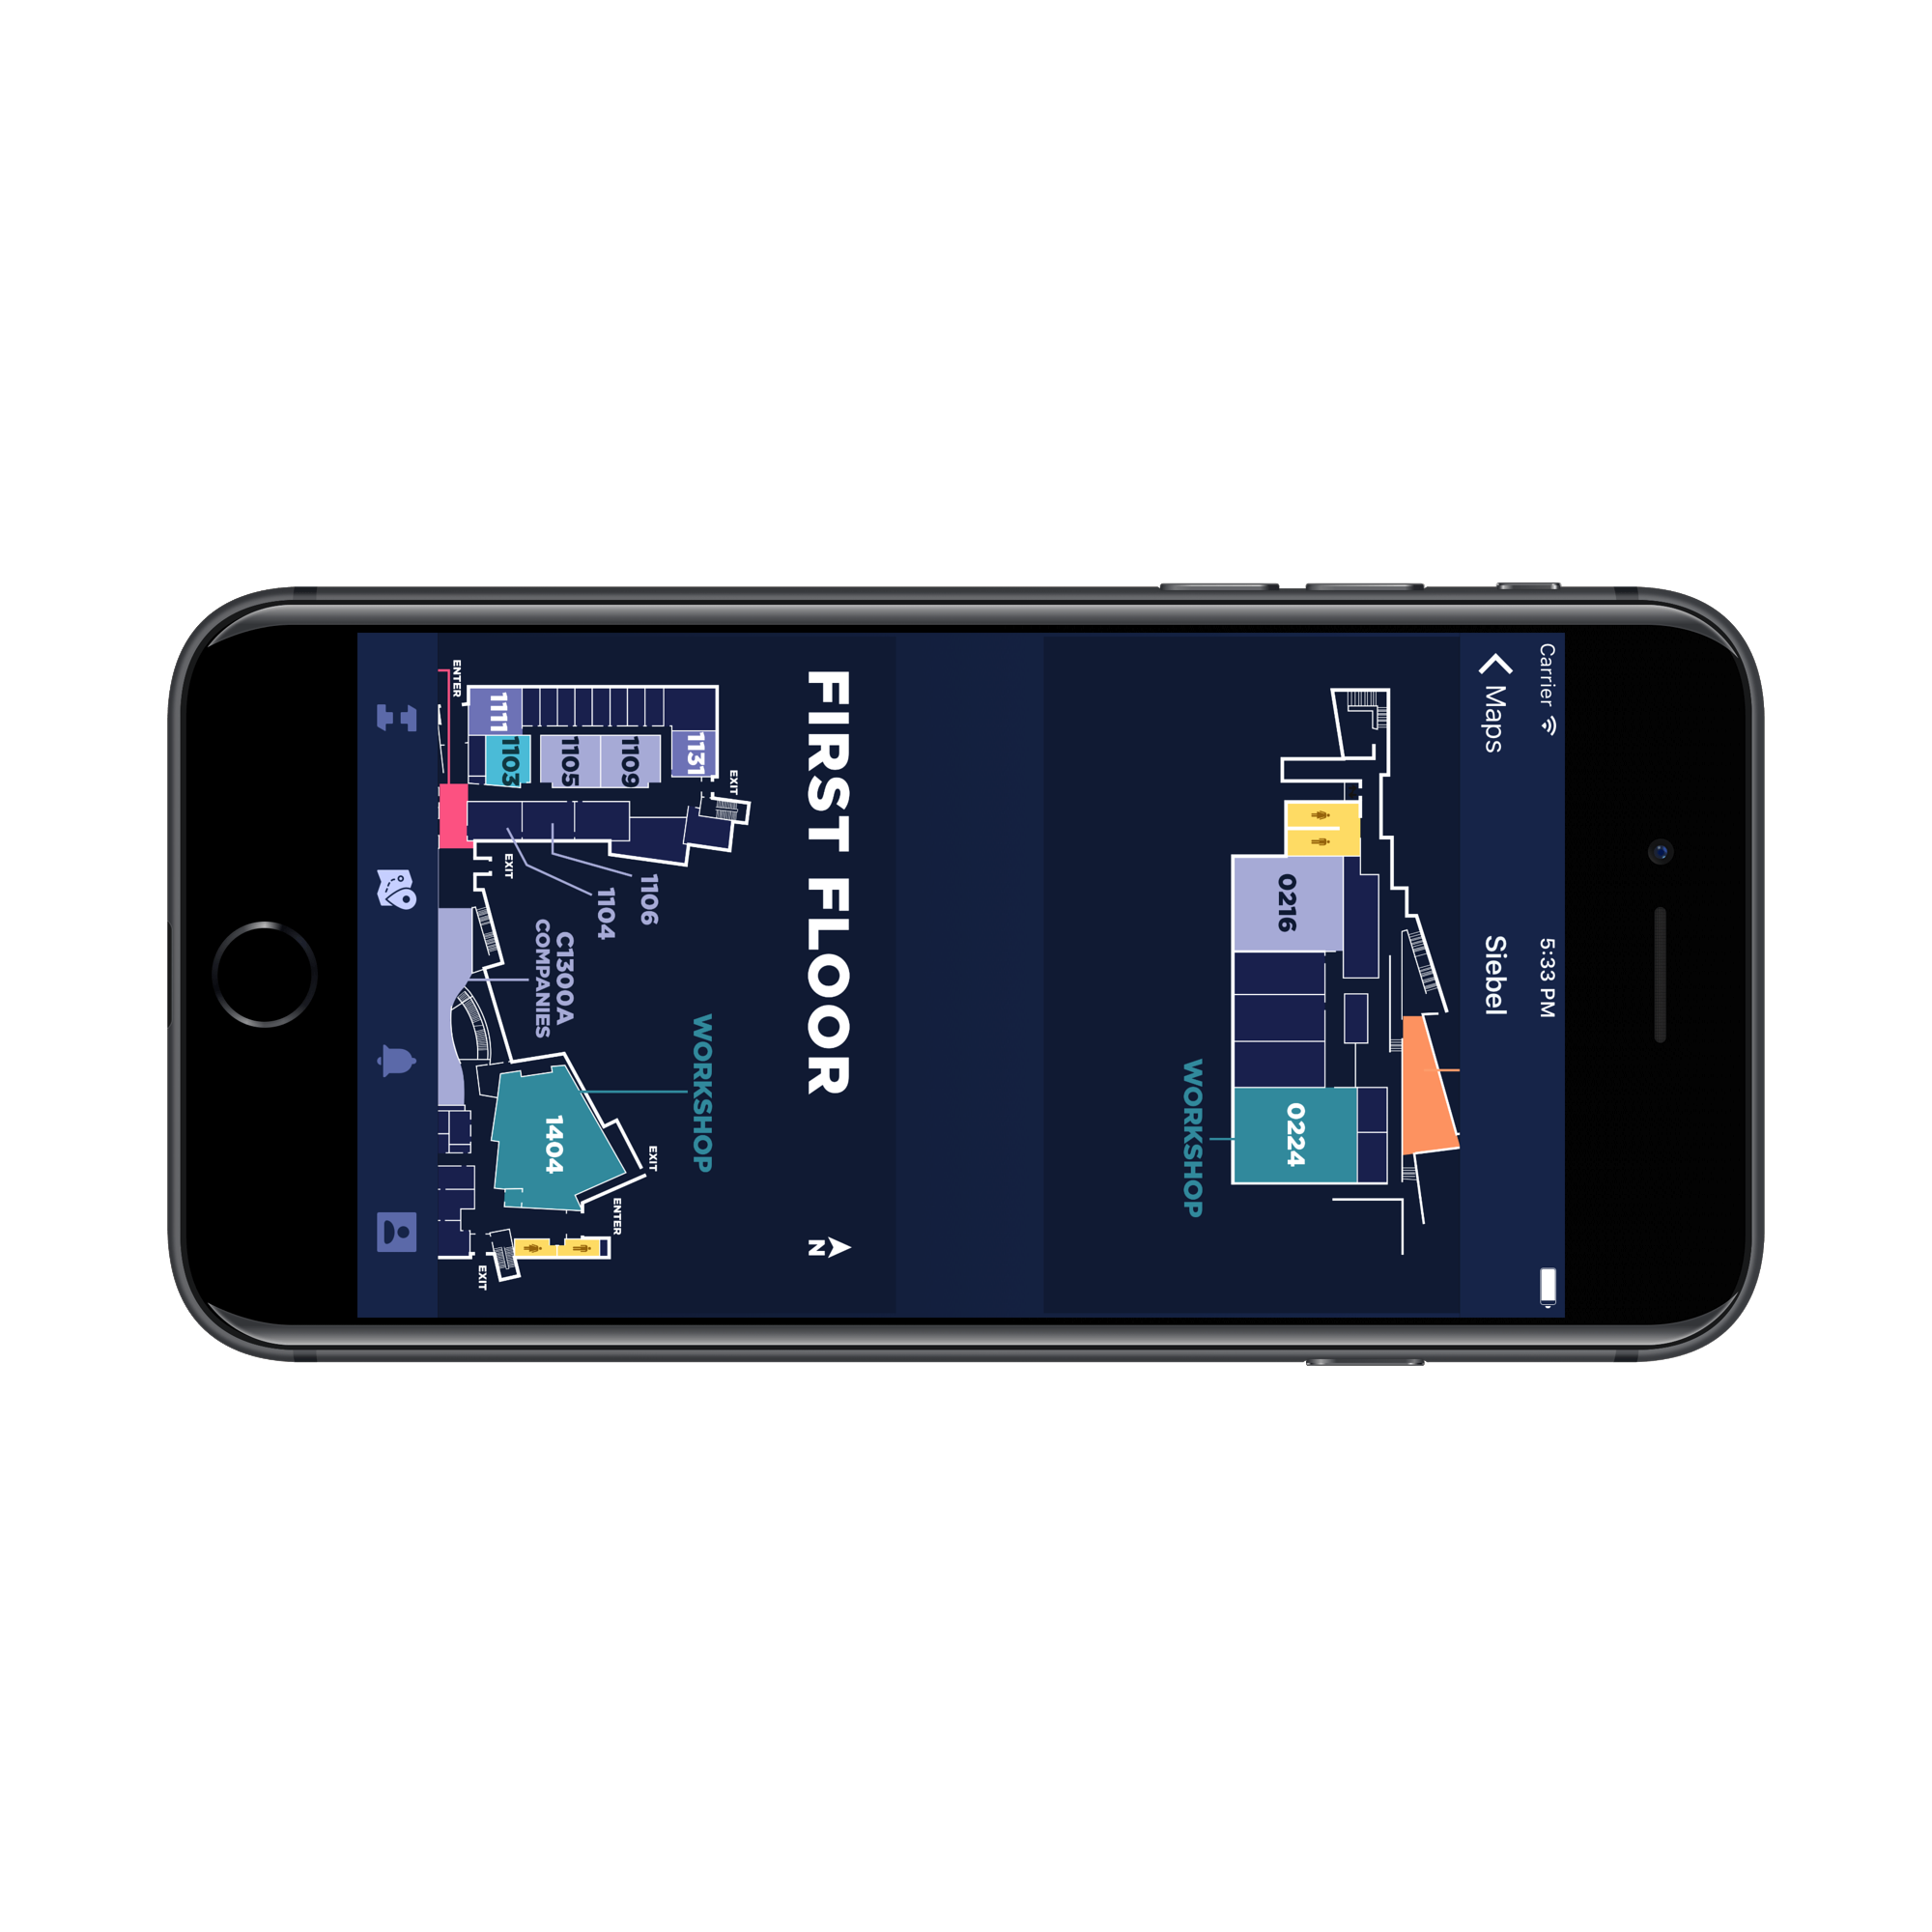 Carrier 5:33 PM
Maps Siebel
0216
0224
WORKSHOP
FIRST FLOOR
N
EXIT
1131
WORKSHOP
1109
1106
EXIT
1105
1104
ENTER
1103
C1300A
COMPANIES
1404
1111
EXIT
EXIT
ENTER